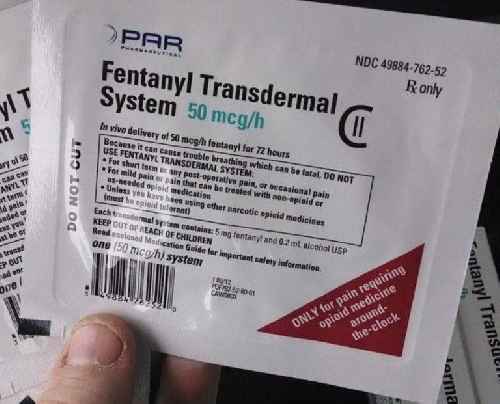 PAR
PHARMACEUTICAL
NDC 49884-762-52
Rx only
Fentanyl Transdermal
System 50 mcg/h
CII
In vivo delivery of 50 mcg/h fentanyl for 72 hours
Because it can cause trouble breathing which can be fatal, DO NOT
USE FENTANYL TRANSDERMAL SYSTEM:
• For short term or any post-operative pain, or occasional pain
• For mild pain or pain that can be treated with non-opioid or
as-needed opioid medication
• Unless you have been using other narcotic opioid medicines
(must be opioid tolerant)
Each transdermal system contains: 5 mg fentanyl and 0.2 mL alcohol USP
KEEP OUT OF REACH OF CHILDREN
Read enclosed Medication Guide for important safety information.
one (50 mcg/h) system
DO NOT CUT
ONLY for pain requiring
opioid medicine
around-
the-clock